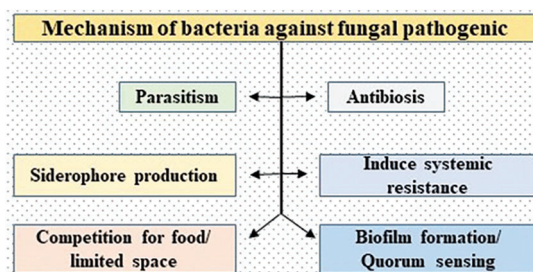 Mechanism of bacteria against fungal pathogenic
Parasitism
Antibiosis
Siderophore production
Induce systemic
resistance
Competition for food/
limited space
Biofilm formation/
Quorum sensing